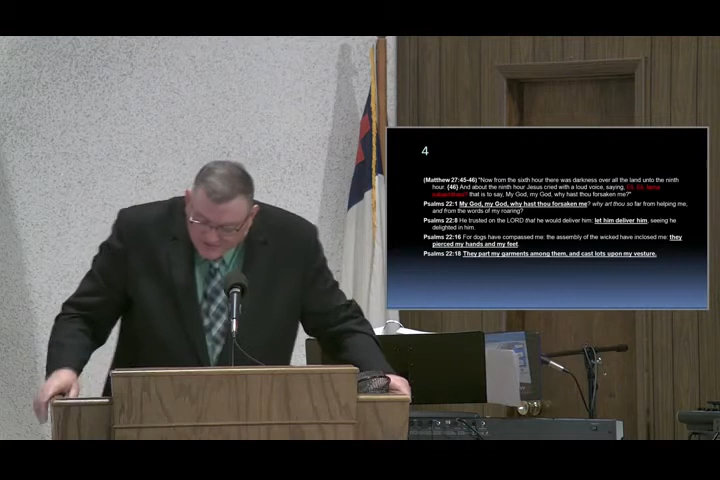 4
(Matthew 27:45-46) "Now from the sixth hour there was darkness over all the land unto the ninth
hour. (46) And about the ninth hour Jesus cried with a loud voice, saying, Eli, Eli, lama
sabachthani? that is to say, My God, my God, why hast thou forsaken me?"
Psalms 22:1 My God, my God, why hast thou forsaken me? why art thou so far from helping me,
and from the words of my roaring?
Psalms 22:8 He trusted on the LORD that he would deliver him: let him deliver him, seeing he
delighted in him.
Psalms 22:16 For dogs have compassed me: the assembly of the wicked have inclosed me: they
pierced my hands and my feet.
Psalms 22:18 They part my garments among them, and cast lots upon my vesture.